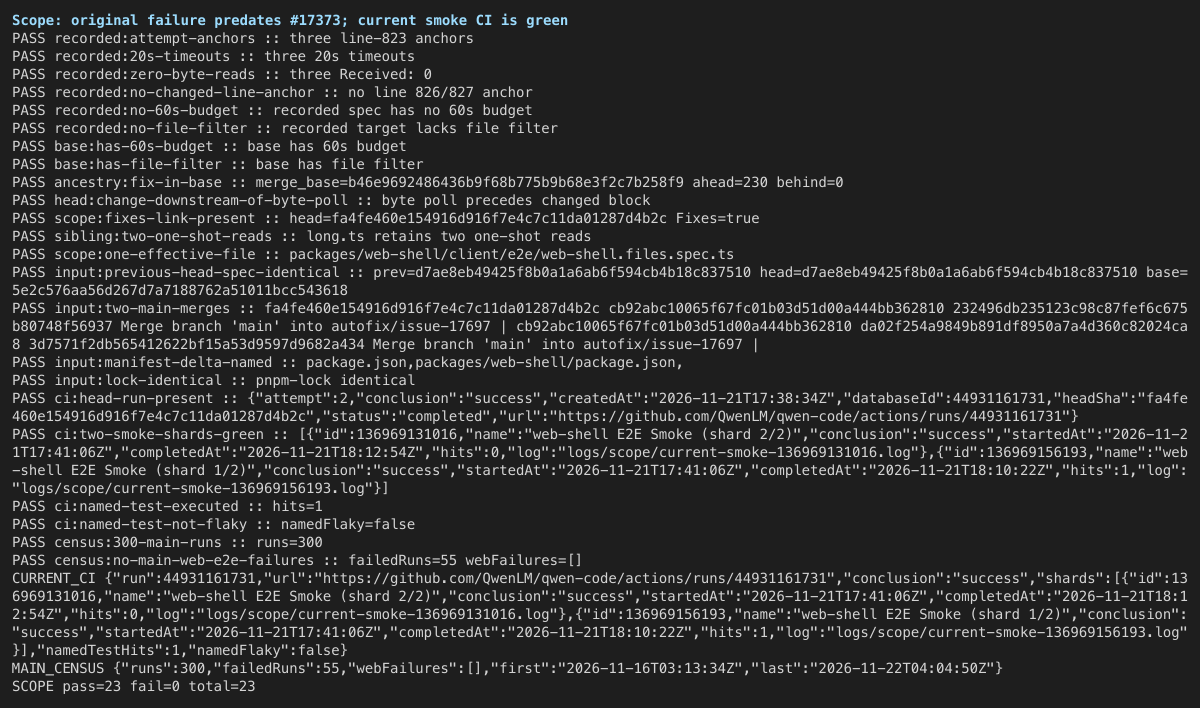 Scope: original failure predates #17373; current smoke CI is green
PASS recorded:attempt-anchors :: three line-823 anchors
PASS recorded:20s-timeouts :: three 20s timeouts
PASS recorded:zero-byte-reads :: three Received: 0
PASS recorded:no-changed-line-anchor :: no line 826/827 anchor
PASS recorded:no-60s-budget :: recorded spec has no 60s budget
PASS recorded:no-file-filter :: recorded target lacks file filter
PASS base:has-60s-budget :: base has 60s budget
PASS base:has-file-filter :: base has file filter
PASS ancestry:fix-in-base :: merge_base=b46e9692486436b9f68b775b9b68e3f2c7b258f9 ahead=230 behind=0
PASS head:change-downstream-of-byte-poll :: byte poll precedes changed block
PASS scope:fixes-link-present :: head=fa4fe460e154916d916f7e4c7c11da01287d4b2c Fixes=true
PASS sibling:two-one-shot-reads :: long.ts retains two one-shot reads
PASS scope:one-effective-file :: packages/web-shell/client/e2e/web-shell.files.spec.ts
PASS input:previous-head-spec-identical :: prev=d7ae8eb49425f8b0a1a6ab6f594cb4b18c837510 head=d7ae8eb49425f8b0a1a6ab6f594cb4b18c837510 base=
5e2c576aa56d267d7a7188762a51011bcc543618
PASS input:two-main-merges :: fa4fe460e154916d916f7e4c7c11da01287d4b2c cb92abc10065f67fc01b03d51d00a444bb362810 232496db235123c98c87fef6c675
b80748f56937 Merge branch 'main' into autofix/issue-17697 | cb92abc10065f67fc01b03d51d00a444bb362810 da02f254a9849b891df8950a7a4d360c82024ca
8 3d7571f2db565412622bf15a53d9597d9682a434 Merge branch 'main' into autofix/issue-17697 |
PASS input:manifest-delta-named :: package.json,packages/web-shell/package.json,
PASS input:lock-identical :: pnpm-lock identical
PASS ci:head-run-present :: {"attempt":2,"conclusion":"success","createdAt":"2026-11-21T17:38:34Z","databaseId":44931161731,"headSha":"fa4fe
460e154916d916f7e4c7c11da01287d4b2c","status":"completed","url":"https://github.com/QwenLM/qwen-code/actions/runs/44931161731"}
PASS ci:two-smoke-shards-green :: [{"id":136969131016,"name":"web-shell E2E Smoke (shard 2/2)","conclusion":"success","startedAt":"2026-11-2
1T17:41:06Z","completedAt":"2026-11-21T18:12:54Z","hits":0,"log":"logs/scope/current-smoke-136969131016.log"},{"id":136969156193,"name":"web
-shell E2E Smoke (shard 1/2)","conclusion":"success","startedAt":"2026-11-21T17:41:06Z","completedAt":"2026-11-21T18:10:22Z","hits":1,"log":
"logs/scope/current-smoke-136969156193.log"}]
PASS ci:named-test-executed :: hits=1
PASS ci:named-test-not-flaky :: namedFlaky=false
PASS census:300-main-runs :: runs=300
PASS census:no-main-web-e2e-failures :: failedRuns=55 webFailures=[]
CURRENT_CI {"run":44931161731,"url":"https://github.com/QwenLM/qwen-code/actions/runs/44931161731","conclusion":"success","shards":[{"id":13
6969131016,"name":"web-shell E2E Smoke (shard 2/2)","conclusion":"success","startedAt":"2026-11-21T17:41:06Z","completedAt":"2026-11-21T18:1
2:54Z","hits":0,"log":"logs/scope/current-smoke-136969131016.log"},{"id":136969156193,"name":"web-shell E2E Smoke (shard 1/2)","conclusion":
"success","startedAt":"2026-11-21T17:41:06Z","completedAt":"2026-11-21T18:10:22Z","hits":1,"log":"logs/scope/current-smoke-136969156193.log"
}],"namedTestHits":1,"namedFlaky":false}
MAIN_CENSUS {"runs":300,"failedRuns":55,"webFailures":[],"first":"2026-11-16T03:13:34Z","last":"2026-11-22T04:04:50Z"}
SCOPE pass=23 fail=0 total=23